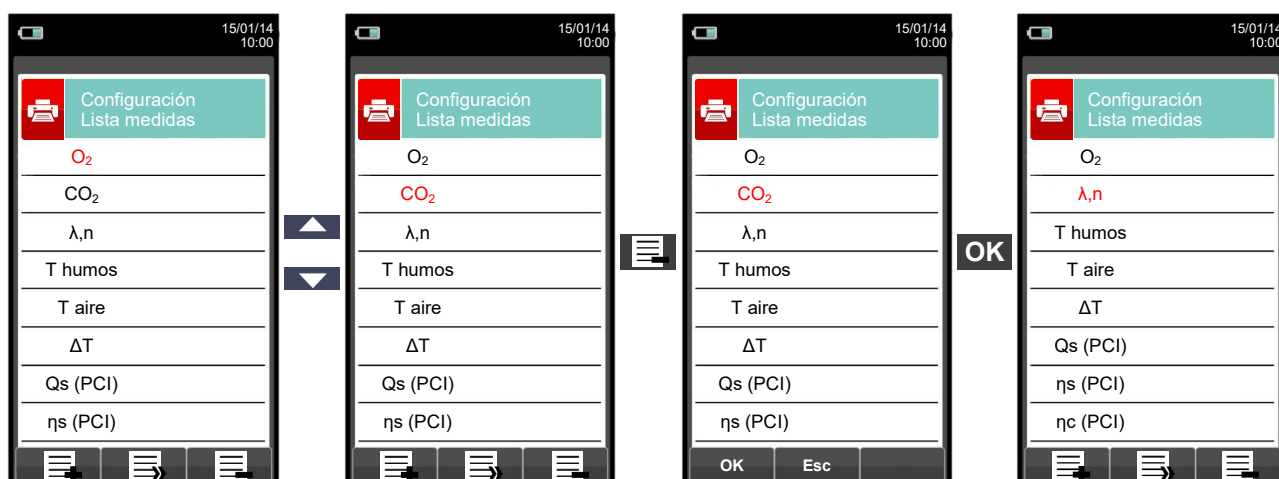 15/01/14
10:00
Configuración
Lista medidas
O₂
CO₂
λ,n
T humos
T aire
ΔT
Qs (PCI)
ηs (PCI)
15/01/14
10:00
Configuración
Lista medidas
O₂
CO₂
λ,n
T humos
T aire
ΔT
Qs (PCI)
ηs (PCI)
15/01/14
10:00
Configuración
Lista medidas
O₂
CO₂
λ,n
T humos
T aire
ΔT
Qs (PCI)
ηs (PCI)
OK Esc
OK
15/01/14
10:00
Configuración
Lista medidas
O₂
λ,n
T humos
T aire
ΔT
Qs (PCI)
ηs (PCI)
ηc (PCI)